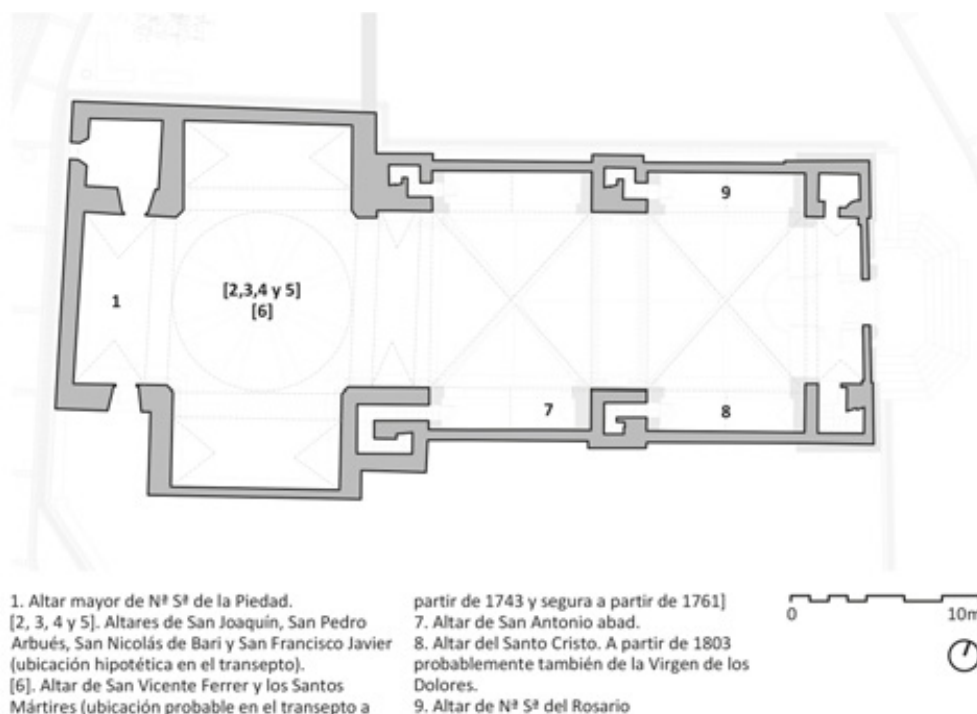 9
1
[2,3,4 y 5]
[6]
7
8
1. Altar mayor de Nª Sª de la Piedad.
[2, 3, 4 y 5]. Altares de San Joaquín, San Pedro
Arbués, San Nicolás de Bari y San Francisco Javier
(ubicación hipotética en el transepto).
[6]. Altar de San Vicente Ferrer y los Santos
Mártires (ubicación probable en el transepto a
partir de 1743 y segura a partir de 1761]
7. Altar de San Antonio abad.
8. Altar del Santo Cristo. A partir de 1803
probablemente también de la Virgen de los
Dolores.
9. Altar de Nª Sª del Rosario
0 10m